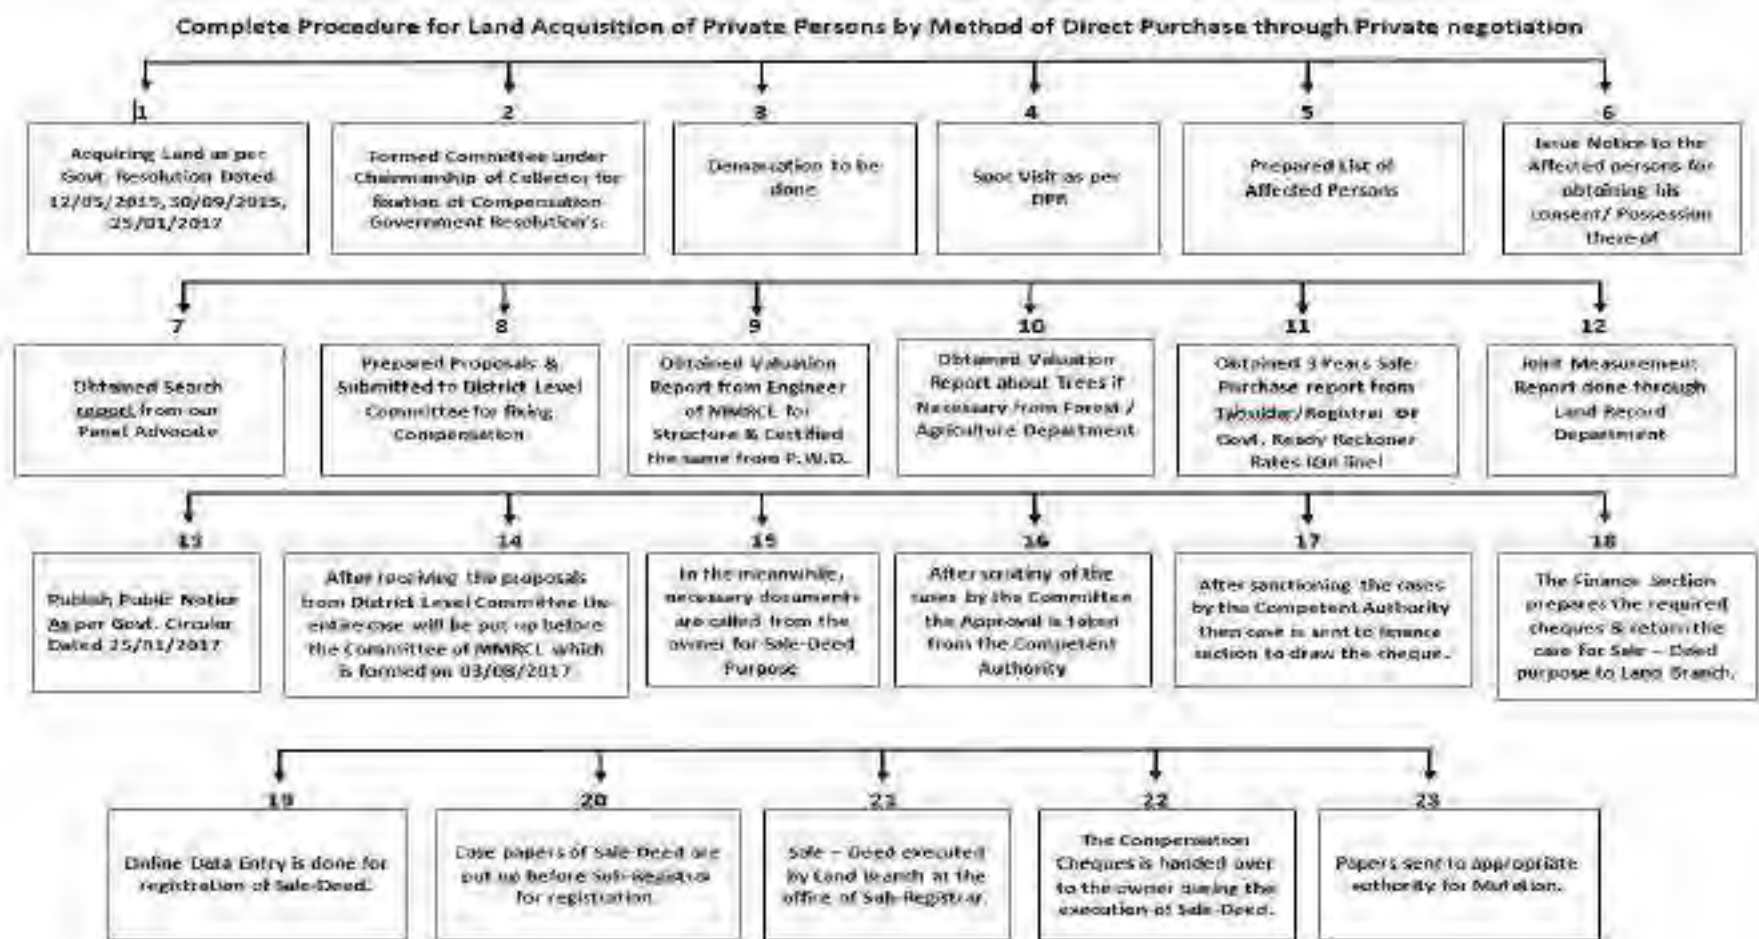 Complete Procedure for Land Acquisition of Private Persons by Method of Direct Purchase through Private negotiation
1
Acquiring Land as per
Govt. Resolution Dated
12/05/2015, 30/09/2015,
25/01/2017
2
Formed Committee under
Chairmanship of Collector for
fixation of Compensation
Government Resolution's.
3
Demarcation to be
done
4
Spot Visit as per
DPR
5
Prepared List of
Affected Persons
6
Issue Notice to the
Affected persons for
obtaining his
consent/ Possession
there of
7
Obtained Search
report from our
Panel Advocate
8
Prepared Proposals &
Submitted to District Level
Committee for fixing
Compensation
9
Obtained Valuation
Report from Engineer
of MMRCL for
Structure & Certified
the same from P.W.D.
10
Obtained Valuation
Report about Trees if
Necessary from Forest /
Agriculture Department
11
Obtained 3 Years Sale
Purchase report from
/Registrar or
Govt. Ready Reckoner
Rates (On line)
12
Joint Measurement
Report done through
Land Record
Department
13
Publish Public Notice
As per Govt. Circular
Dated 25/01/2017
14
After receiving the proposals
from District Level Committee the
entire case will be put up before
the Committee of MMRCL which
is formed on 03/08/2017
15
In the meanwhile,
necessary documents
are called from the
owner for Sale-Deed
Purpose
16
After scrutiny of the
cases by the Committee
the Approval is taken
from the Competent
Authority
17
After sanctioning the cases
by the Competent Authority
then case is sent to finance
section to draw the cheque.
18
The Finance Section
prepares the required
cheques & return the
case for Sale – Deed
purpose to Land Branch.
19
Online Data Entry is done for
registration of Sale-Deed.
20
Case papers of Sale Deed are
put up before Sub-Registrar
for registration.
21
Sale – Deed executed
by Land Branch at the
office of Sub-Registrar.
22
The Compensation
Cheques is handed over
to the owner during the
execution of Sale-Deed.
23
Papers sent to appropriate
authority for Mutation.